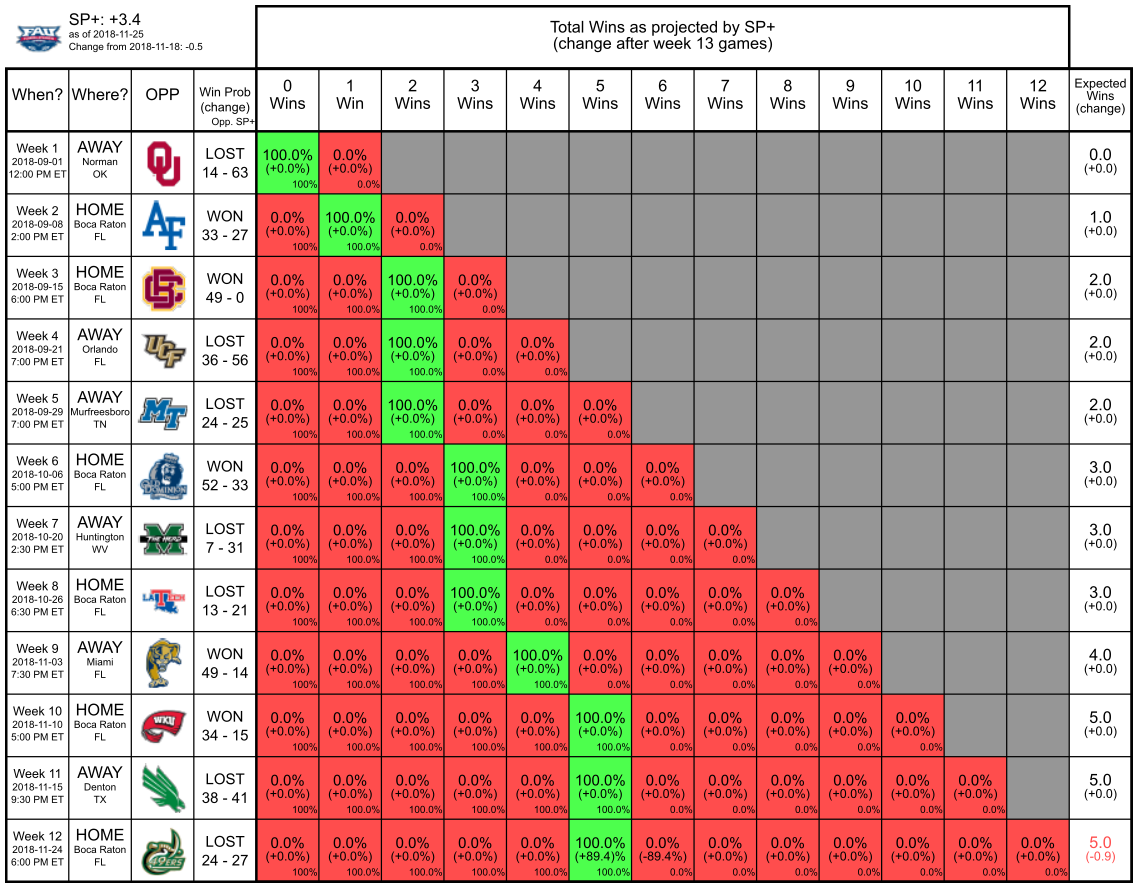 FAU
SP+: +3.4
as of 2018-11-25
Change from 2018-11-18: -0.5
Total Wins as projected by SP+
(change after week 13 games)
When? Where? OPP Win Prob (change) Opp. SP+ 0 Wins 1 Win 2 Wins 3 Wins 4 Wins 5 Wins 6 Wins 7 Wins 8 Wins 9 Wins 10 Wins 11 Wins 12 Wins Expected Wins (change)
Week 1 AWAY LOST 100.0% 0.0% 0.0
2018-09-01 Norman 14 - 63 (+0.0%) (+0.0%) (+0.0)
12:00 PM ET OK 100% 0.0%
Week 2 HOME WON 0.0% 100.0% 0.0% 1.0
2018-09-08 Boca Raton AF 33 - 27 (+0.0%) (+0.0%) (+0.0%) (+0.0)
2:00 PM ET FL 100% 100.0% 0.0%
Week 3 HOME WON 0.0% 0.0% 100.0% 0.0% 2.0
2018-09-15 Boca Raton 49 - 0 (+0.0%) (+0.0%) (+0.0%) (+0.0%) (+0.0)
6:00 PM ET FL 100% 100.0% 100.0% 0.0%
Week 4 AWAY LOST 0.0% 0.0% 100.0% 0.0% 0.0% 2.0
2018-09-21 Orlando UCF 36 - 56 (+0.0%) (+0.0%) (+0.0%) (+0.0%) (+0.0%) (+0.0)
7:00 PM ET FL 100% 100.0% 100.0% 0.0% 0.0%
Week 5 AWAY LOST 0.0% 0.0% 100.0% 0.0% 0.0% 0.0% 2.0
2018-09-29 Murfreesboro MT 24 - 25 (+0.0%) (+0.0%) (+0.0%) (+0.0%) (+0.0%) (+0.0%) (+0.0)
7:00 PM ET TN 100% 100.0% 100.0% 0.0% 0.0% 0.0%
Week 6 HOME WON 0.0% 0.0% 0.0% 100.0% 0.0% 0.0% 0.0% 3.0
2018-10-06 Boca Raton OLD DOMINION 52 - 33 (+0.0%) (+0.0%) (+0.0%) (+0.0%) (+0.0%) (+0.0%) (+0.0%) (+0.0)
5:00 PM ET FL 100% 100.0% 100.0% 100.0% 0.0% 0.0% 0.0%
Week 7 AWAY LOST 0.0% 0.0% 0.0% 100.0% 0.0% 0.0% 0.0% 0.0% 3.0
2018-10-20 Huntington M THE HERD 7 - 31 (+0.0%) (+0.0%) (+0.0%) (+0.0%) (+0.0%) (+0.0%) (+0.0%) (+0.0%) (+0.0)
2:30 PM ET WV 100% 100.0% 100.0% 100.0% 0.0% 0.0% 0.0% 0.0%
Week 8 HOME LOST 0.0% 0.0% 0.0% 100.0% 0.0% 0.0% 0.0% 0.0% 0.0% 3.0
2018-10-26 Boca Raton LA TECH 13 - 21 (+0.0%) (+0.0%) (+0.0%) (+0.0%) (+0.0%) (+0.0%) (+0.0%) (+0.0%) (+0.0%) (+0.0)
6:30 PM ET FL 100% 100.0% 100.0% 100.0% 0.0% 0.0% 0.0% 0.0% 0.0%
Week 9 AWAY WON 0.0% 0.0% 0.0% 0.0% 100.0% 0.0% 0.0% 0.0% 0.0% 0.0% 4.0
2018-11-03 Miami 49 - 14 (+0.0%) (+0.0%) (+0.0%) (+0.0%) (+0.0%) (+0.0%) (+0.0%) (+0.0%) (+0.0%) (+0.0%) (+0.0)
7:30 PM ET FL 100% 100.0% 100.0% 100.0% 100.0% 0.0% 0.0% 0.0% 0.0% 0.0%
Week 10 HOME WON 0.0% 0.0% 0.0% 0.0% 0.0% 100.0% 0.0% 0.0% 0.0% 0.0% 0.0% 5.0
2018-11-10 Boca Raton WKU 34 - 15 (+0.0%) (+0.0%) (+0.0%) (+0.0%) (+0.0%) (+0.0%) (+0.0%) (+0.0%) (+0.0%) (+0.0%) (+0.0%) (+0.0)
5:00 PM ET FL 100% 100.0% 100.0% 100.0% 100.0% 100.0% 0.0% 0.0% 0.0% 0.0% 0.0%
Week 11 AWAY LOST 0.0% 0.0% 0.0% 0.0% 0.0% 100.0% 0.0% 0.0% 0.0% 0.0% 0.0% 0.0% 5.0
2018-11-15 Denton 38 - 41 (+0.0%) (+0.0%) (+0.0%) (+0.0%) (+0.0%) (+0.0%) (+0.0%) (+0.0%) (+0.0%) (+0.0%) (+0.0%) (+0.0%) (+0.0)
9:30 PM ET TX 100% 100.0% 100.0% 100.0% 100.0% 100.0% 0.0% 0.0% 0.0% 0.0% 0.0% 0.0%
Week 12 HOME LOST 0.0% 0.0% 0.0% 0.0% 0.0% 100.0% 0.0% 0.0% 0.0% 0.0% 0.0% 0.0% 0.0% 5.0
2018-11-24 Boca Raton 49ERS 24 - 27 (+0.0%) (+0.0%) (+0.0%) (+0.0%) (+0.0%) (+89.4)% (-89.4%) (+0.0%) (+0.0%) (+0.0%) (+0.0%) (+0.0%) (+0.0%) (-0.9)
6:00 PM ET FL 100% 100.0% 100.0% 100.0% 100.0% 100.0% 0.0% 0.0% 0.0% 0.0% 0.0% 0.0% 0.0%